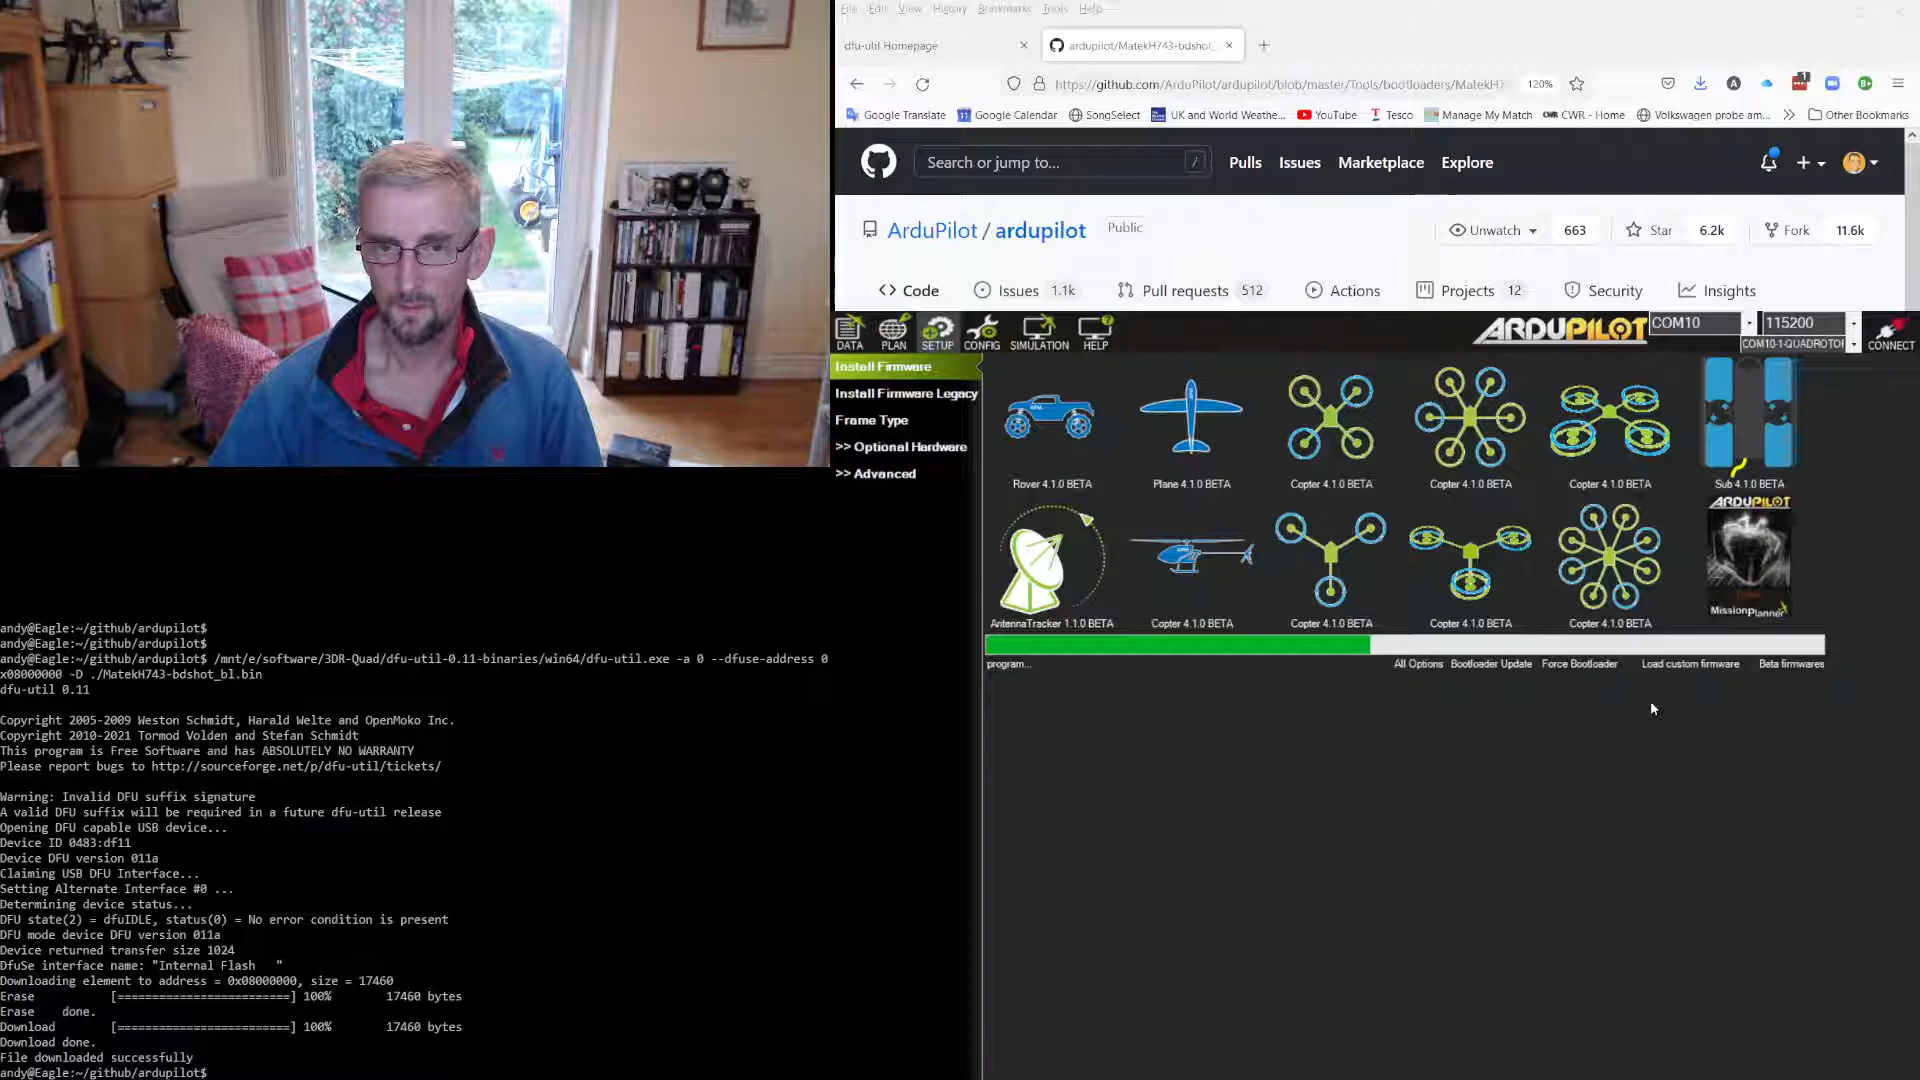 File Edit View History Bookmarks Tools Help
dfu-util Homepage
ardupilot/MatekH743-bdshot_
https://github.com/ArduPilot/ardupilot/blob/master/Tools/bootloaders/MatekH7
120%
Google Translate Google Calendar SongSelect UK and World Weathe... YouTube Tesco Manage My Match CWR - Home Volkswagen probe am... Other Bookmarks
Search or jump to... /
Pulls Issues Marketplace Explore
ArduPilot / ardupilot Public
Unwatch 663 Star 6.2k Fork 11.6k
Code Issues 1.1k Pull requests 512 Actions Projects 12 Security Insights
DATA PLAN SETUP CONFIG SIMULATION HELP
ARDUPILOT
COM10 115200
COM10-1-QUADROTOR
CONNECT
Install Firmware
Install Firmware Legacy
Frame Type
>> Optional Hardware
>> Advanced
Rover 4.1.0 BETA Plane 4.1.0 BETA Copter 4.1.0 BETA Copter 4.1.0 BETA Copter 4.1.0 BETA Sub 4.1.0 BETA
ARDUPILOT
Mission Planner
AntennaTracker 1.1.0 BETA Copter 4.1.0 BETA Copter 4.1.0 BETA Copter 4.1.0 BETA Copter 4.1.0 BETA
program...
All Options Bootloader Update Force Bootloader Load custom firmware Beta firmwares
andy@Eagle:~/github/ardupilot$
andy@Eagle:~/github/ardupilot$
andy@Eagle:~/github/ardupilot$ /mnt/e/software/3DR-Quad/dfu-util-0.11-binaries/win64/dfu-util.exe -a 0 --dfuse-address 0
x08000000 -D ./MatekH743-bdshot_bl.bin
dfu-util 0.11
Copyright 2005-2009 Weston Schmidt, Harald Welte and OpenMoko Inc.
Copyright 2010-2021 Tormod Volden and Stefan Schmidt
This program is Free Software and has ABSOLUTELY NO WARRANTY
Please report bugs to http://sourceforge.net/p/dfu-util/tickets/
Warning: Invalid DFU suffix signature
A valid DFU suffix will be required in a future dfu-util release
Opening DFU capable USB device...
Device ID 0483:df11
Device DFU version 011a
Claiming USB DFU Interface...
Setting Alternate Interface #0 ...
Determining device status...
DFU state(2) = dfuIDLE, status(0) = No error condition is present
DFU mode device DFU version 011a
Device returned transfer size 1024
DfuSe interface name: "Internal Flash   "
Downloading element to address = 0x08000000, size = 17460
Erase [=========================] 100% 17460 bytes
Erase done.
Download [=========================] 100% 17460 bytes
Download done.
File downloaded successfully
andy@Eagle:~/github/ardupilot$